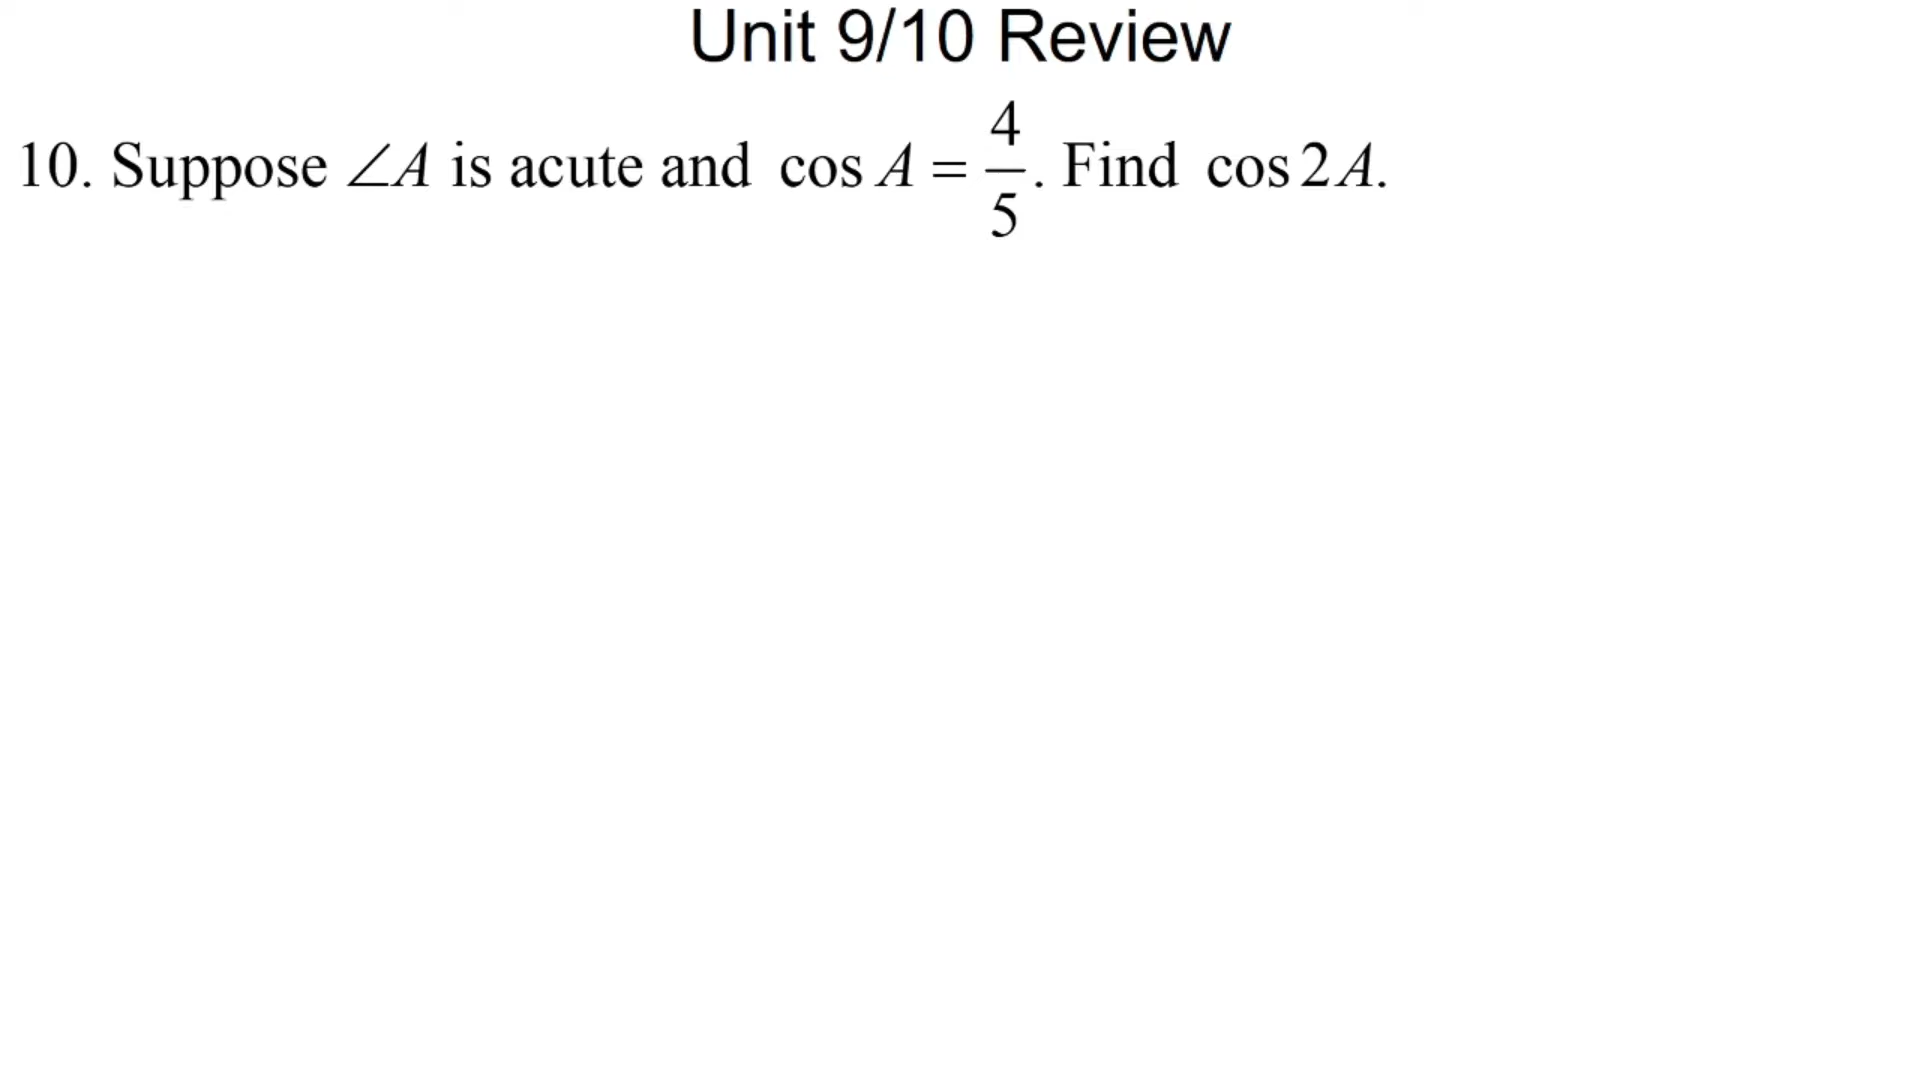 Unit 9/10 Review
10. Suppose ∠A is acute and cos A = 4/5. Find cos 2A.